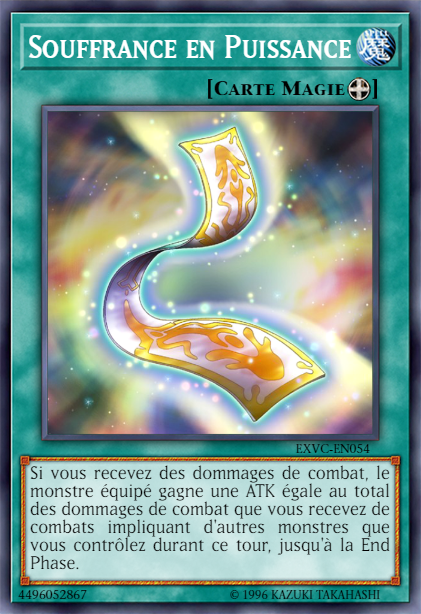 Souffrance en Puissance
[Carte Magie]
EXVC-EN054
Si vous recevez des dommages de combat, le
monstre équipé gagne une ATK égale au total
des dommages de combat que vous recevez de
combats impliquant d'autres monstres que
vous contrôlez durant ce tour, jusqu'à la End
Phase.
4496052867 © 1996 KAZUKI TAKAHASHI